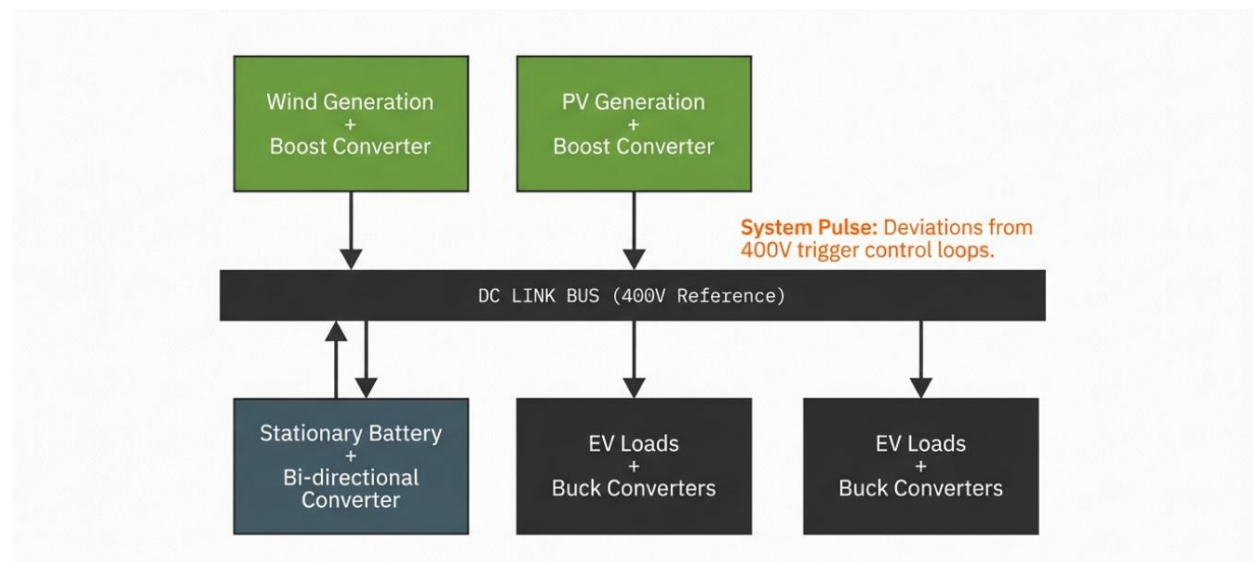 Wind Generation
+
Boost Converter
PV Generation
+
Boost Converter
System Pulse: Deviations from
400V trigger control loops.
DC LINK BUS (400V Reference)
Stationary Battery
+
Bi-directional
Converter
EV Loads
+
Buck Converters
EV Loads
+
Buck Converters